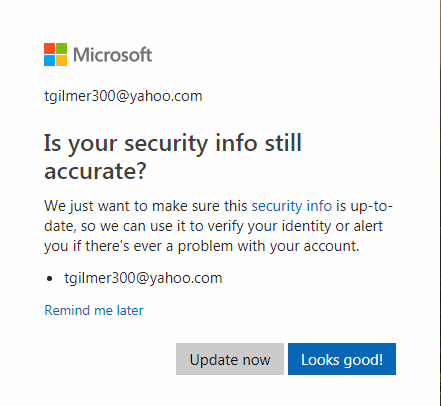 Microsoft
tgilmer300@yahoo.com
Is your security info still
accurate?
We just want to make sure this security info is up-to-
date, so we can use it to verify your identity or alert
you if there's ever a problem with your account.
• tgilmer300@yahoo.com
Remind me later
Update now Looks good!